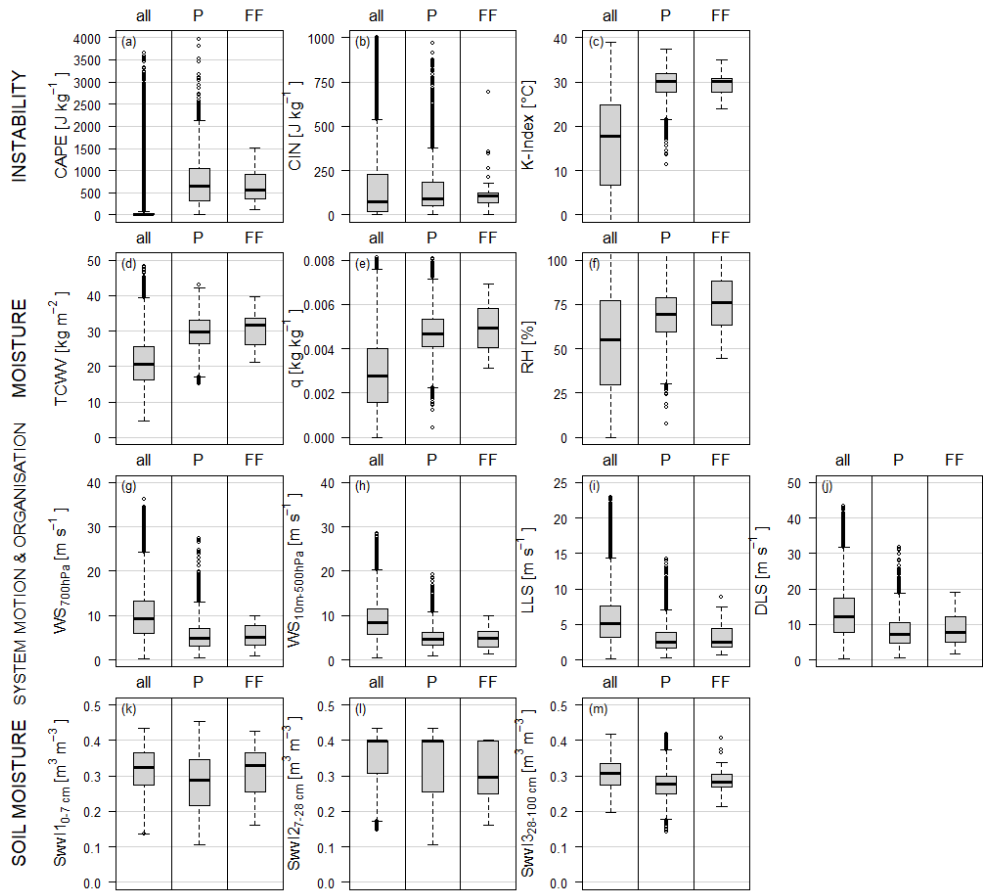 all P FF all P FF all P FF
INSTABILITY
CAPE [J kg−1]
(a)
4000
3500
3000
2500
2000
1500
1000
500
0
CIN [J kg−1]
(b)
1000
750
500
250
0
K-Index [°C]
(c)
40
30
20
10
0
all P FF all P FF all P FF
MOISTURE
TCWV [kg m−2]
(d)
50
40
30
20
10
0
q [kg kg−1]
(e)
0.008
0.006
0.004
0.002
0.000
RH [%]
(f)
100
75
50
25
0
all P FF all P FF all P FF all P FF
SYSTEM MOTION & ORGANISATION
WS700hPa [m s−1]
(g)
40
30
20
10
0
WS10m-500hPa [m s−1]
(h)
40
30
20
10
0
LLS [m s−1]
(i)
25
20
15
10
5
0
DLS [m s−1]
(j)
50
40
30
20
10
0
all P FF all P FF all P FF
SOIL MOISTURE
Swvl10-7 cm [m3 m−3]
(k)
0.5
0.4
0.3
0.2
0.1
0.0
Swvl27-28 cm [m3 m−3]
(l)
0.5
0.4
0.3
0.2
0.1
0.0
Swvl328-100 cm [m3 m−3]
(m)
0.5
0.4
0.3
0.2
0.1
0.0